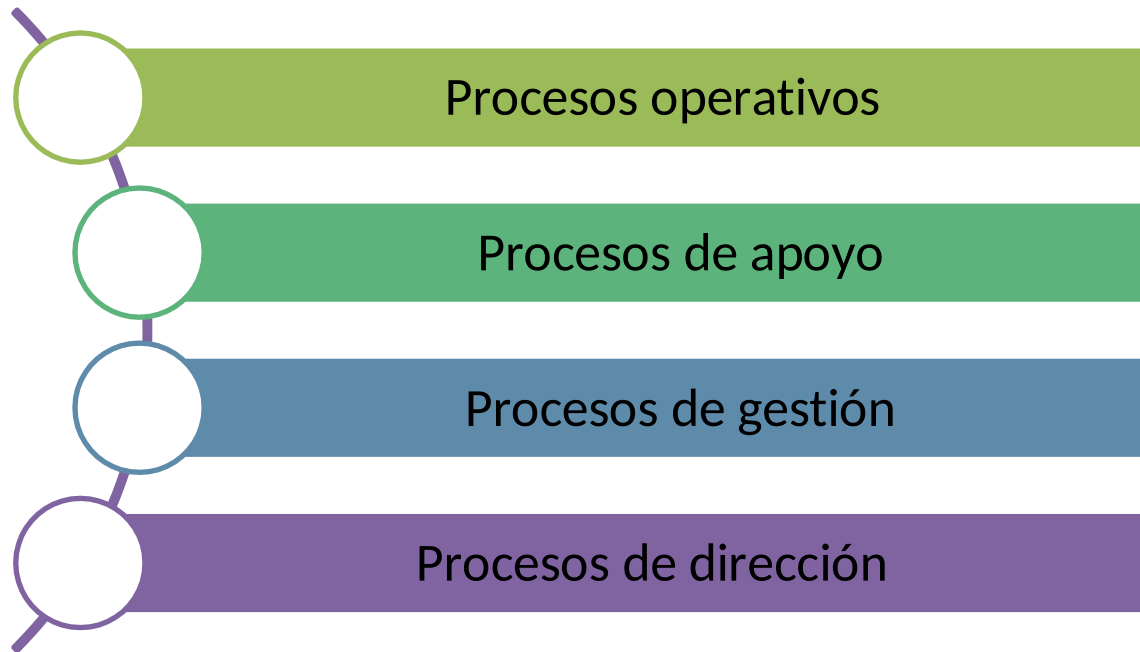 Procesos operativos
Procesos de apoyo
Procesos de gestión
Procesos de dirección